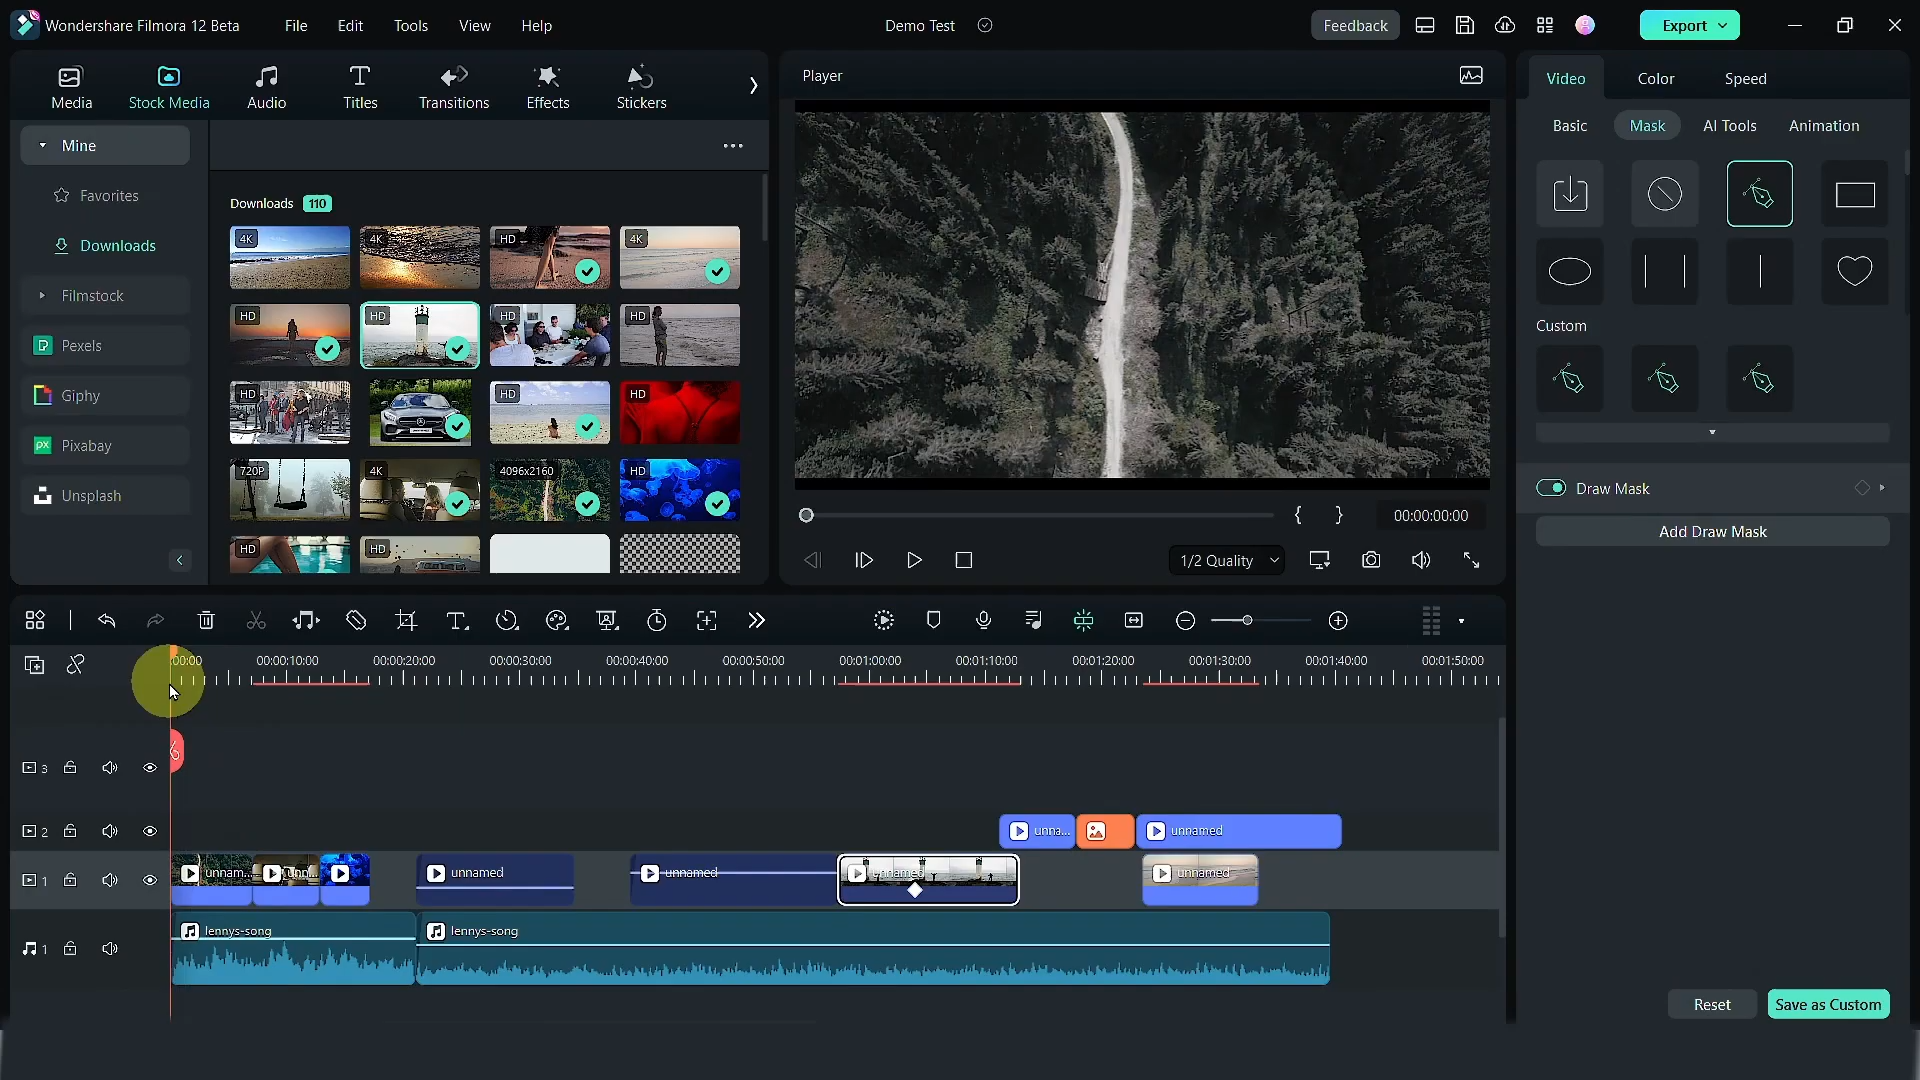 Wondershare Filmora 12 Beta
File
Edit
Tools
View
Help
Demo Test
Feedback
Export
Media
Stock Media
Audio
Titles
Transitions
Effects
Stickers
Player
Video
Color
Speed
Basic
Mask
AI Tools
Animation
Mine
Favorites
Downloads
Filmstock
Pexels
Giphy
Pixabay
Unsplash
Downloads 110
4K
4K
HD
4K
HD
HD
HD
HD
HD
HD
HD
720P
4K
4096x2160
HD
HD
HD
Custom
Draw Mask
Add Draw Mask
{ }
00:00:00:00
1/2 Quality
:00:00
00:00:10:00
00:00:20:00
00:00:30:00
00:00:40:00
00:00:50:00
00:01:00:00
00:01:10:00
00:01:20:00
00:01:30:00
00:01:40:00
00:01:50:00
3
2
unna...
unnamed
1
unnam...
unnamed
unnamed
unnamed
unnamed
1
lennys-song
lennys-song
Reset
Save as Custom